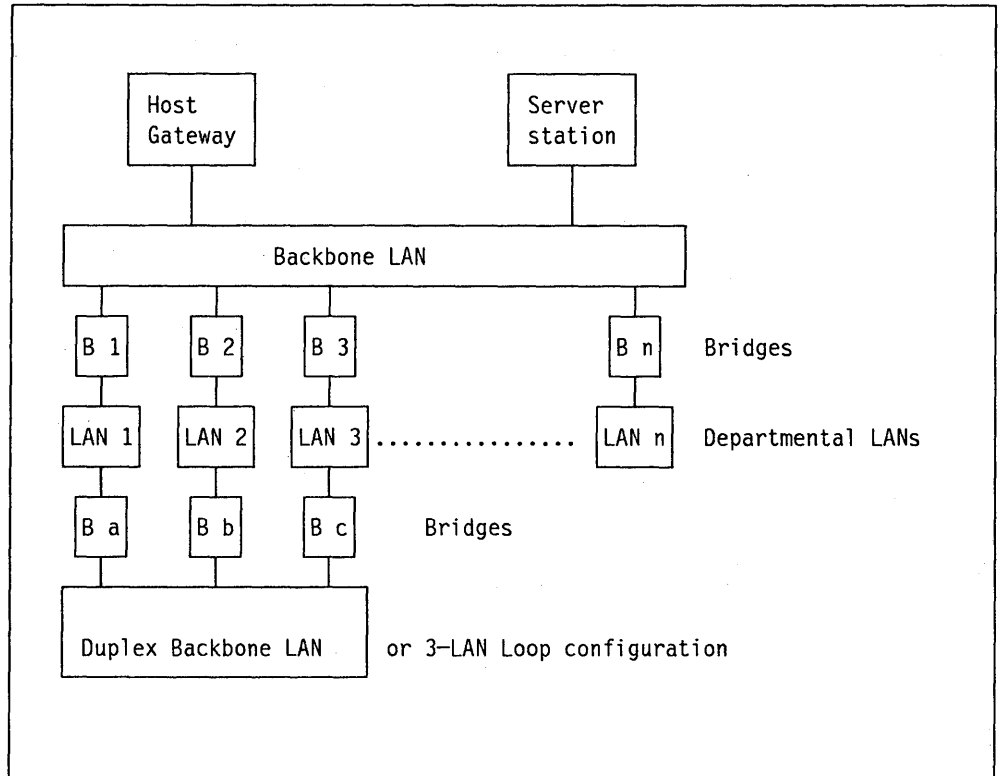 Host
Gateway
Server
station
Backbone LAN
B 1
B 2
B 3
B n
Bridges
LAN 1
LAN 2
LAN 3
................
LAN n
Departmental LANs
B a
B b
B c
Bridges
Duplex Backbone LAN
or 3-LAN Loop configuration